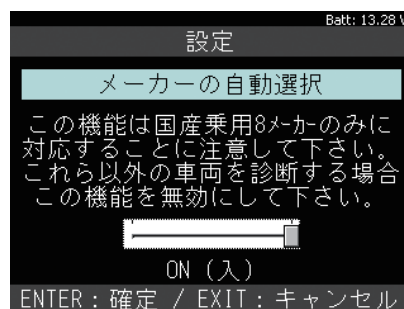 Batt: 13.28 V
設定
メーカーの自動選択
この機能は国産乗用8ﾒｰｶｰのみに
対応することに注意して下さい。
これら以外の車両を診断する場合
この機能を無効にして下さい。
ON (入)
ENTER : 確定 / EXIT : キャンセル